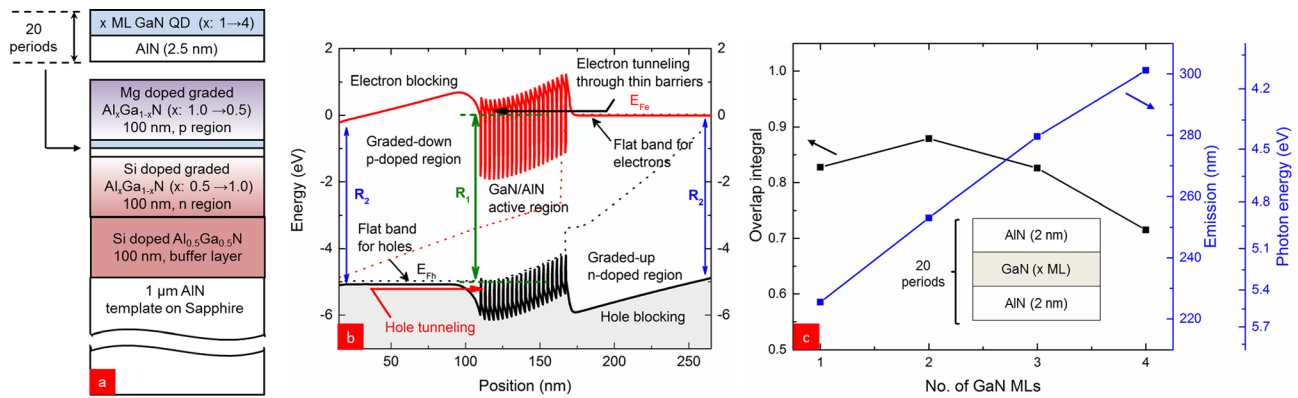 20
periods
x ML GaN QD (x: 1→4)
AlN (2.5 nm)
Mg doped graded
AlₓGa₁₋ₓN (x: 1.0 →0.5)
100 nm, p region
Si doped graded
AlₓGa₁₋ₓN (x: 0.5 →1.0)
100 nm, n region
Si doped Al₀.₅Ga₀.₅N
100 nm, buffer layer
1 µm AlN
template on Sapphire
a
2
0
-2
-4
-6
Energy (eV)
Electron blocking
Electron tunneling
through thin barriers
E_Fe
Graded-down
p-doped region
Flat band for
electrons
R₂
R₁
R₂
GaN/AlN
active region
Flat band
for holes
E_Fh
Graded-up
n-doped region
Hole tunneling
Hole blocking
b
50
100
150
200
250
Position (nm)
1.0
0.9
0.8
0.7
0.6
0.5
Overlap integral
20
periods
AlN (2 nm)
GaN (x ML)
AlN (2 nm)
c
1
2
3
4
No. of GaN MLs
300
280
260
240
220
Emission (nm)
4.2
4.5
4.9
5.1
5.4
5.7
Photon energy (eV)